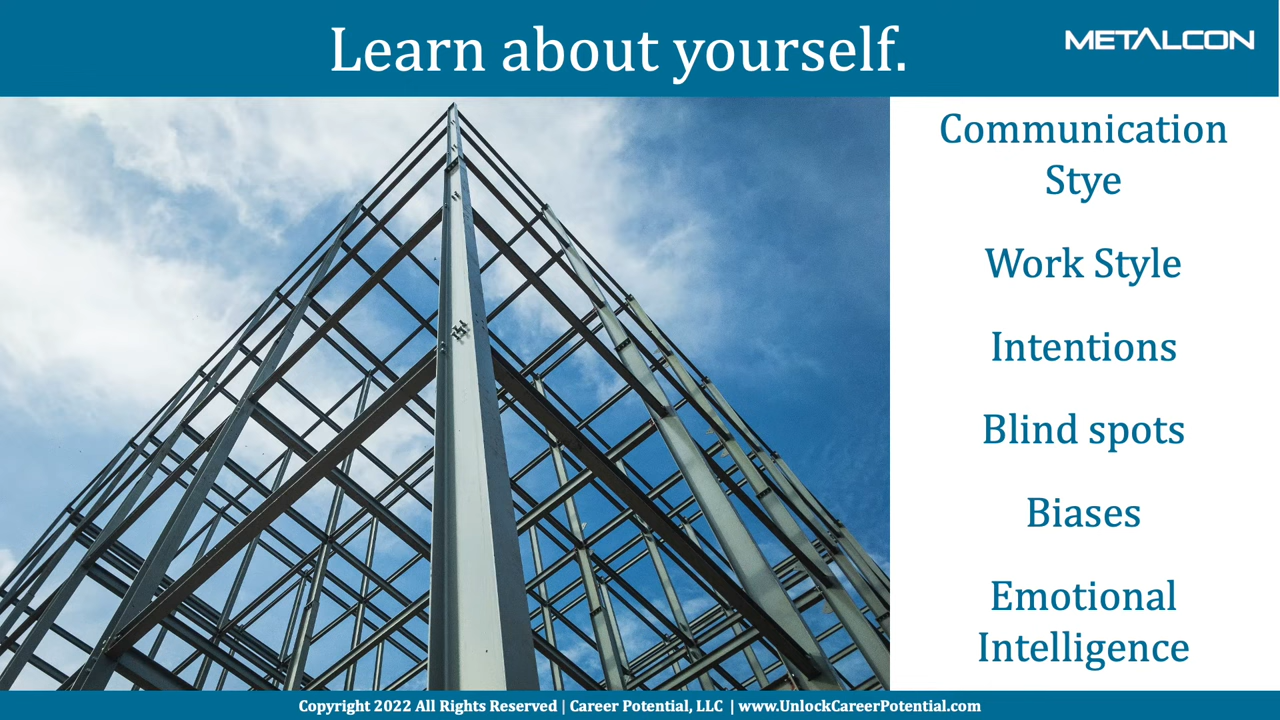 Learn about yourself.
METALCON
Communication
Stye
Work Style
Intentions
Blind spots
Biases
Emotional
Intelligence
Copyright 2022 All Rights Reserved | Career Potential, LLC | www.UnlockCareerPotential.com